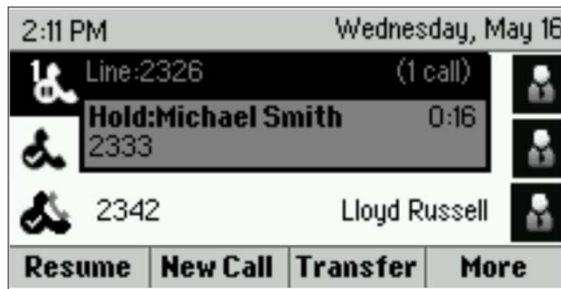 2:11 PM Wednesday, May 16
1 Line:2326 (1 call)
Hold:Michael Smith 0:16
2333
2342 Lloyd Russell
Resume New Call Transfer More